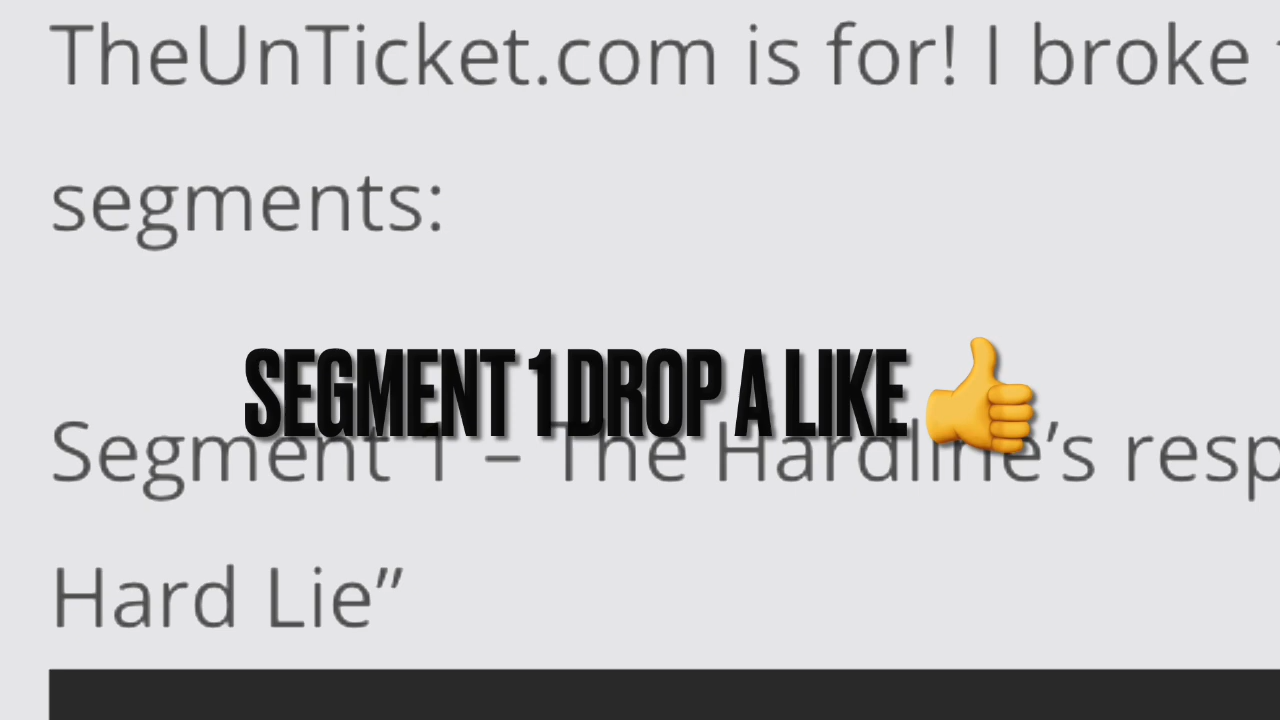 TheUnTicket.com is for! I broke
segments:
SEGMENT 1 DROP A LIKE 👍
Segment 1 – The Hardline’s resp
Hard Lie”